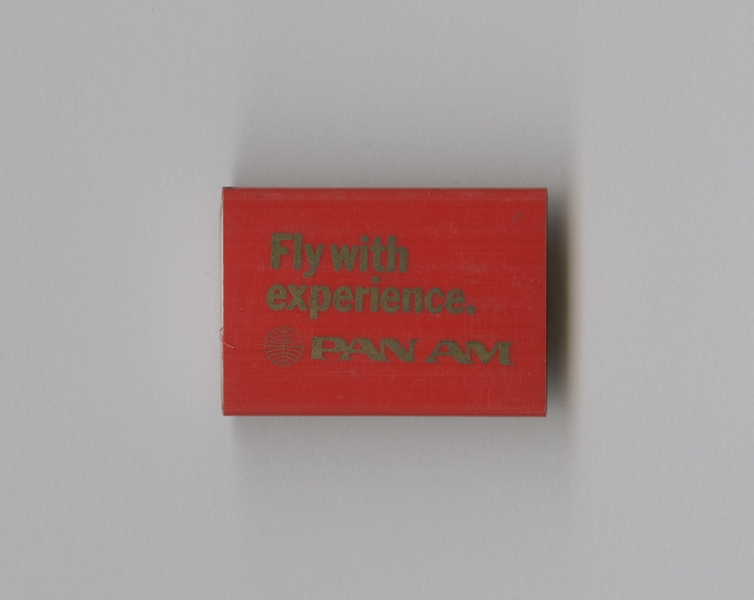 Fly with
experience.
PAN AM